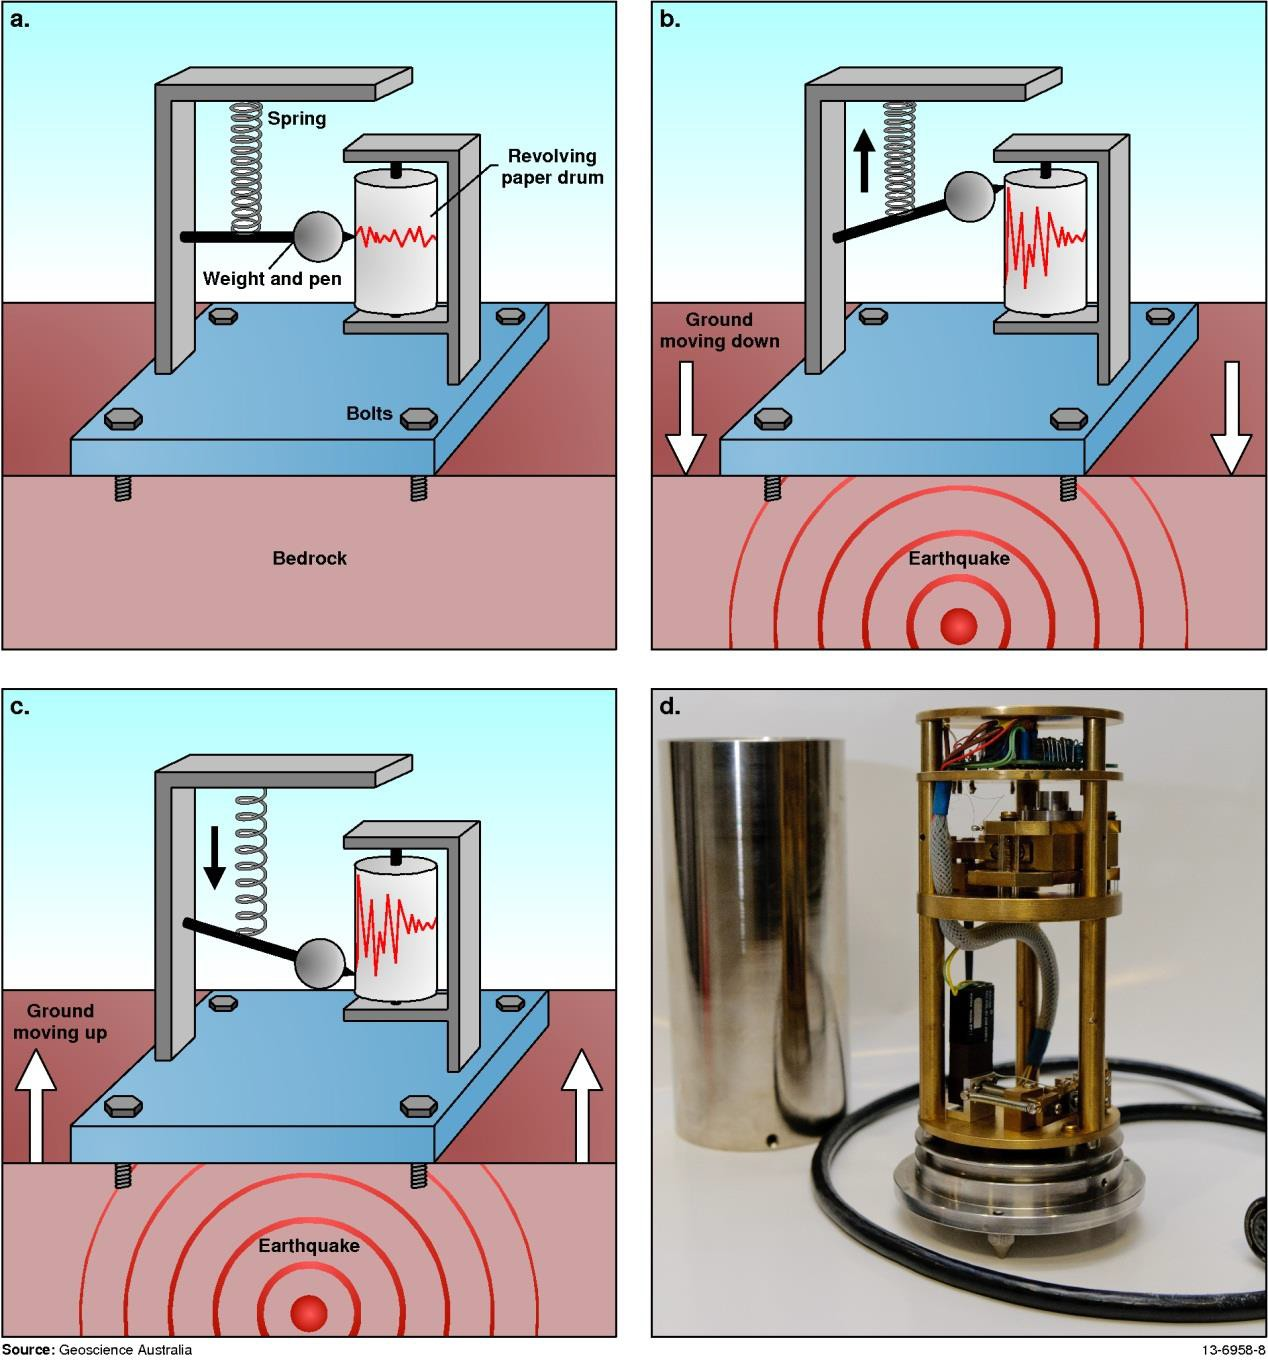 a.
Spring
Revolving
paper drum
Weight and pen
Bolts
Bedrock
b.
Ground
moving down
Earthquake
c.
Ground
moving up
Earthquake
d.
Source: Geoscience Australia
13-6958-8